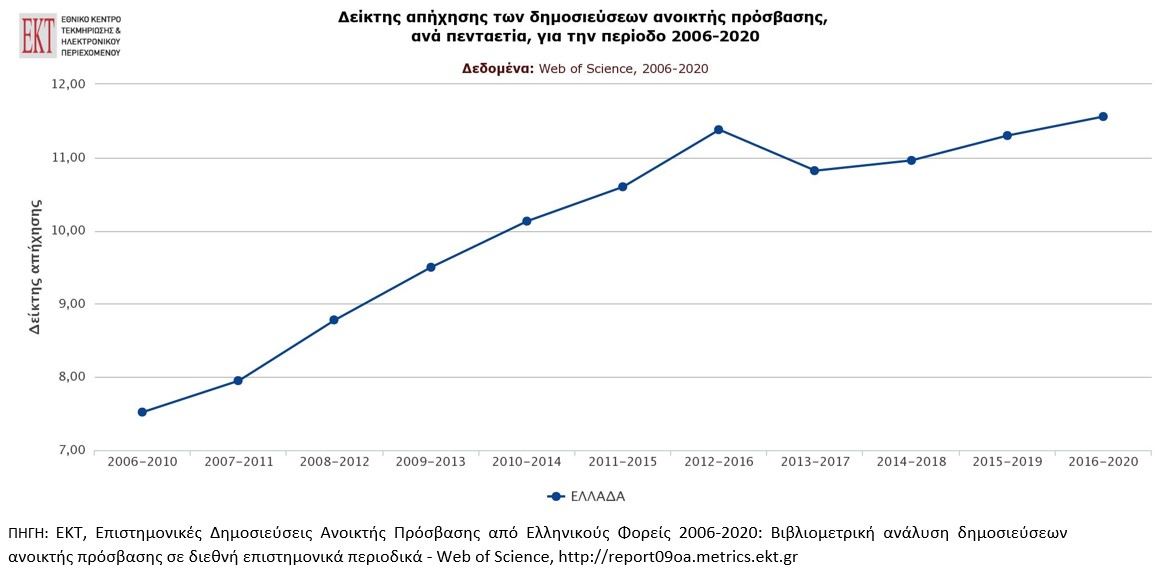 ΕΚΤ
ΕΘΝΙΚΟ ΚΕΝΤΡΟ
ΤΕΚΜΗΡΙΩΣΗΣ &
ΗΛΕΚΤΡΟΝΙΚΟΥ
ΠΕΡΙΕΧΟΜΕΝΟΥ
Δείκτης απήχησης των δημοσιεύσεων ανοικτής πρόσβασης,
ανά πενταετία, για την περίοδο 2006-2020
Δεδομένα: Web of Science, 2006-2020
Δείκτης απήχησης
12,00
11,00
10,00
9,00
8,00
7,00
2006–2010 2007–2011 2008–2012 2009–2013 2010–2014 2011–2015 2012–2016 2013–2017 2014–2018 2015–2019 2016–2020
ΕΛΛΑΔΑ
ΠΗΓΗ: ΕΚΤ, Επιστημονικές Δημοσιεύσεις Ανοικτής Πρόσβασης από Ελληνικούς Φορείς 2006-2020: Βιβλιομετρική ανάλυση δημοσιεύσεων
ανοικτής πρόσβασης σε διεθνή επιστημονικά περιοδικά - Web of Science, http://report09oa.metrics.ekt.gr